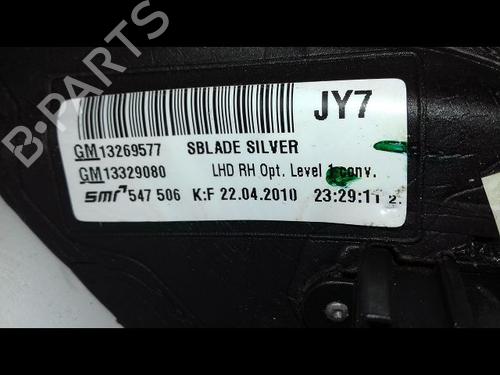 B-PARTS
JY7
GM13269577 SBLADE SILVER
GM13329080 LHD RH Opt. Level 1 conv.
smr 547 506 K:F 22.04.2010 23:29:11 2.